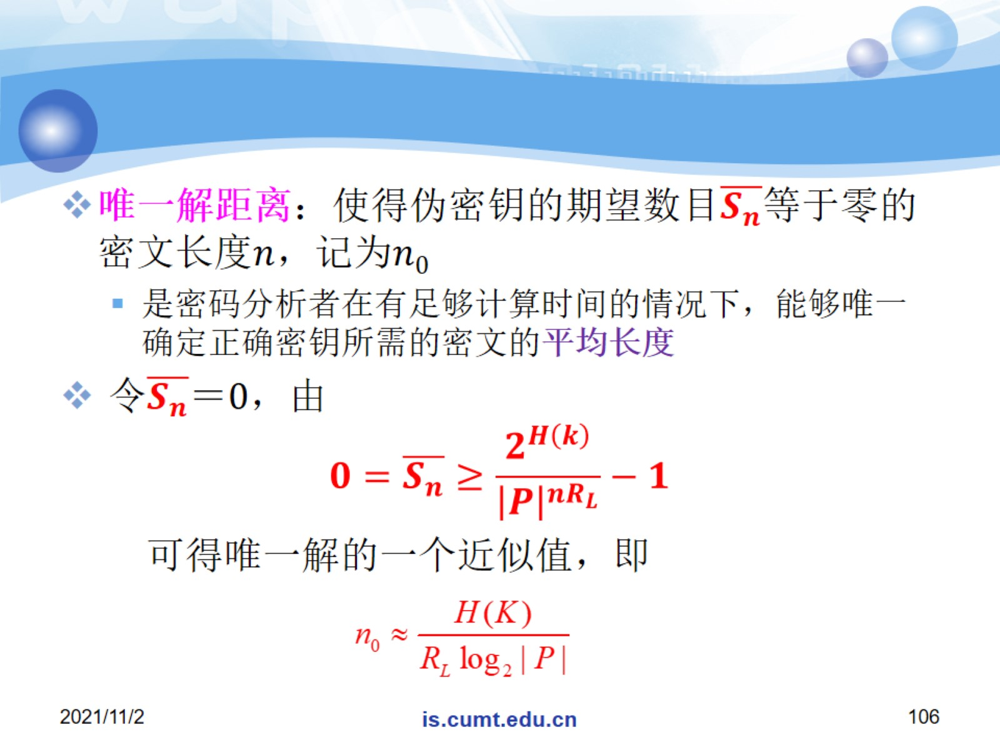 唯一解距离：使得伪密钥的期望数目$\overline{S_n}$等于零的
密文长度n，记为n₀
是密码分析者在有足够计算时间的情况下，能够唯一
确定正确密钥所需的密文的平均长度
令$\overline{S_n}$＝0，由
$0 = \overline{S_n} \geq \frac{2^{H(k)}}{|P|^{nR_L}} - 1$
可得唯一解的一个近似值，即
$n_0 \approx \frac{H(K)}{R_L \log_2 |P|}$
2021/11/2
is.cumt.edu.cn
106